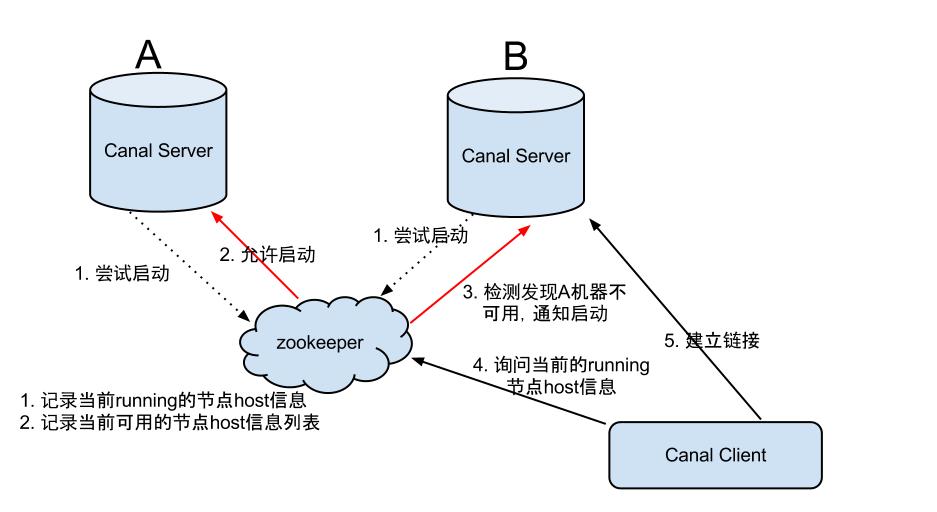 A
B
Canal Server
Canal Server
1. 尝试启动
2. 允许启动
1. 尝试启动
3. 检测发现A机器不
可用，通知启动
zookeeper
4. 询问当前的running
节点host信息
5. 建立链接
1. 记录当前running的节点host信息
2. 记录当前可用的节点host信息列表
Canal Client